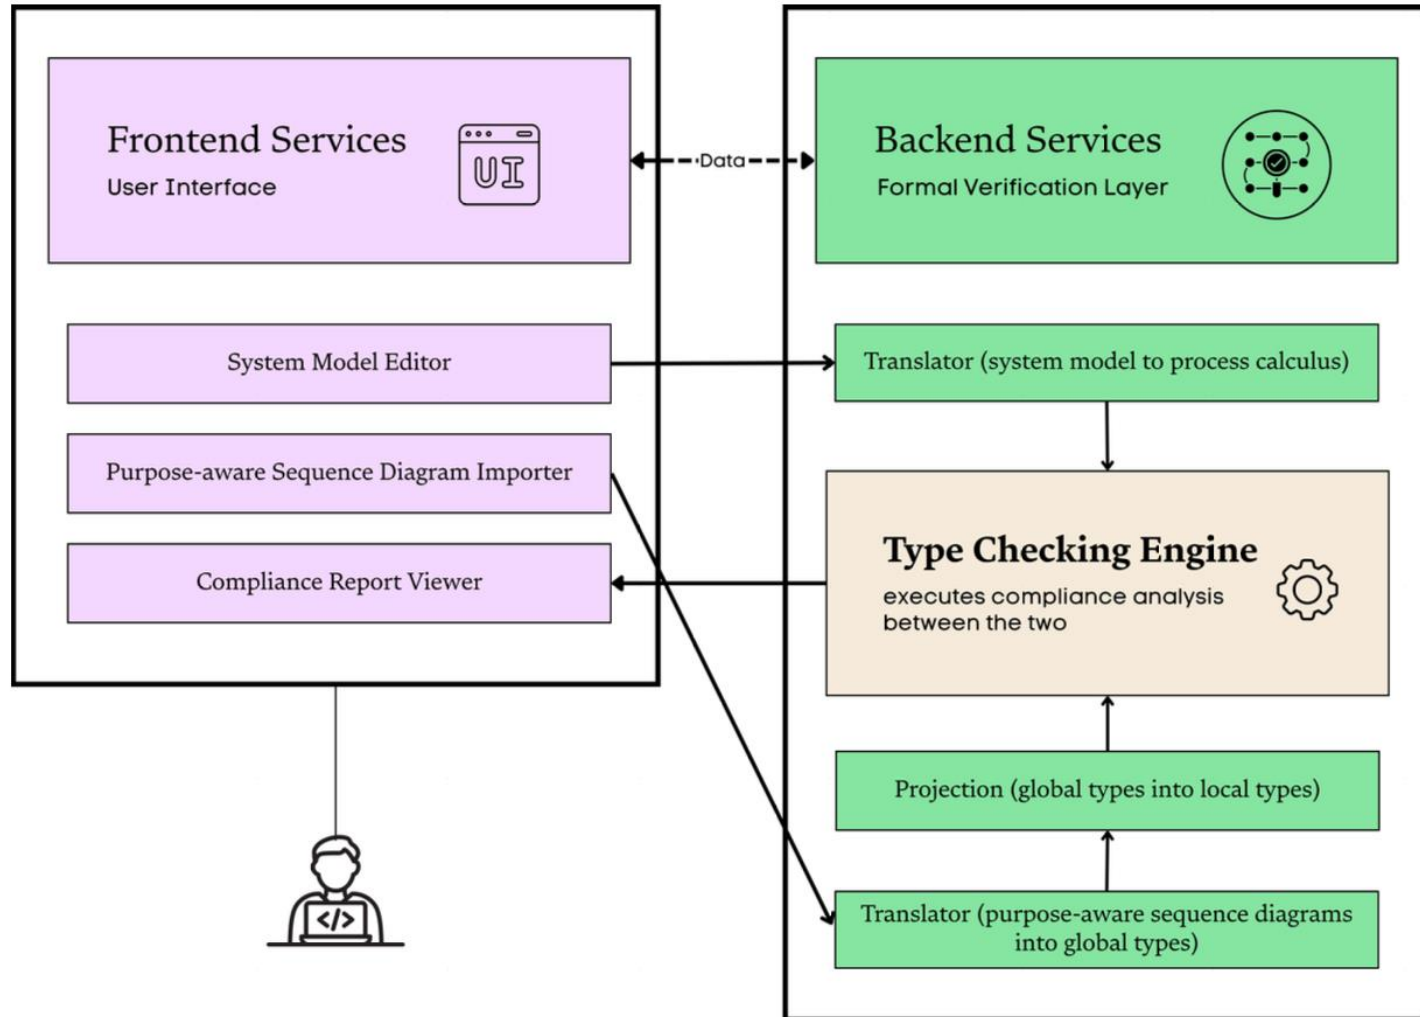 Frontend Services
User Interface
UI
Data
Backend Services
Formal Verification Layer
System Model Editor
Purpose-aware Sequence Diagram Importer
Compliance Report Viewer
</>
Translator (system model to process calculus)
Type Checking Engine
executes compliance analysis
between the two
Projection (global types into local types)
Translator (purpose-aware sequence diagrams
into global types)